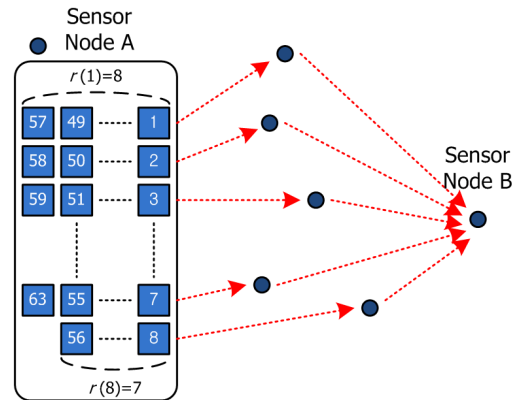 Sensor
Node A
r(1)=8
57 49 1
58 50 2
59 51 3
Sensor
Node B
63 55 7
56 8
r(8)=7